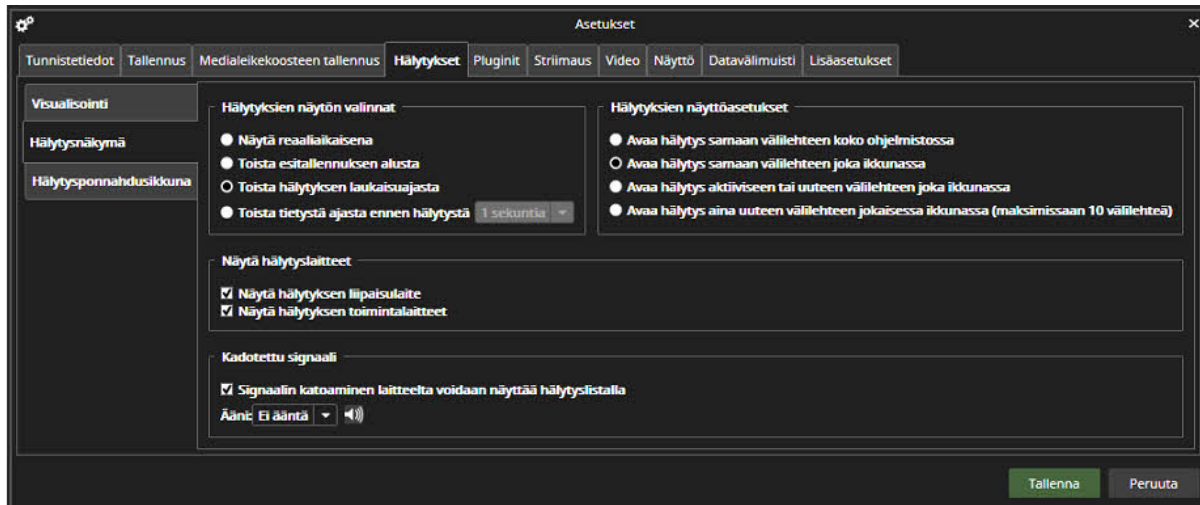 Asetukset
Tunnistetiedot Tallennus Medialeikekoosteen tallennus Hälytykset Pluginit Striimaus Video Näyttö Datavälimuisti Lisäasetukset
Visualisointi
Hälytysnäkymä
Hälytysponnahdusikkuna
Hälytyksien näytön valinnat
Näytä reaaliaikaisena
Toista esitallennuksen alusta
Toista hälytyksen laukaisuajasta
Toista tietystä ajasta ennen hälytystä 1 sekuntia
Hälytyksien näyttöasetukset
Avaa hälytys samaan välilehteen koko ohjelmistossa
Avaa hälytys samaan välilehteen joka ikkunassa
Avaa hälytys aktiiviseen tai uuteen välilehteen joka ikkunassa
Avaa hälytys aina uuteen välilehteen jokaisessa ikkunassa (maksimissaan 10 välilehteä)
Näytä hälytyslaitteet
Näytä hälytyksen liipaisulaite
Näytä hälytyksen toimintalaitteet
Kadotettu signaali
Signaalin katoaminen laitteelta voidaan näyttää hälytyslistalla
Ääni: Ei ääntä
Tallenna Peruuta